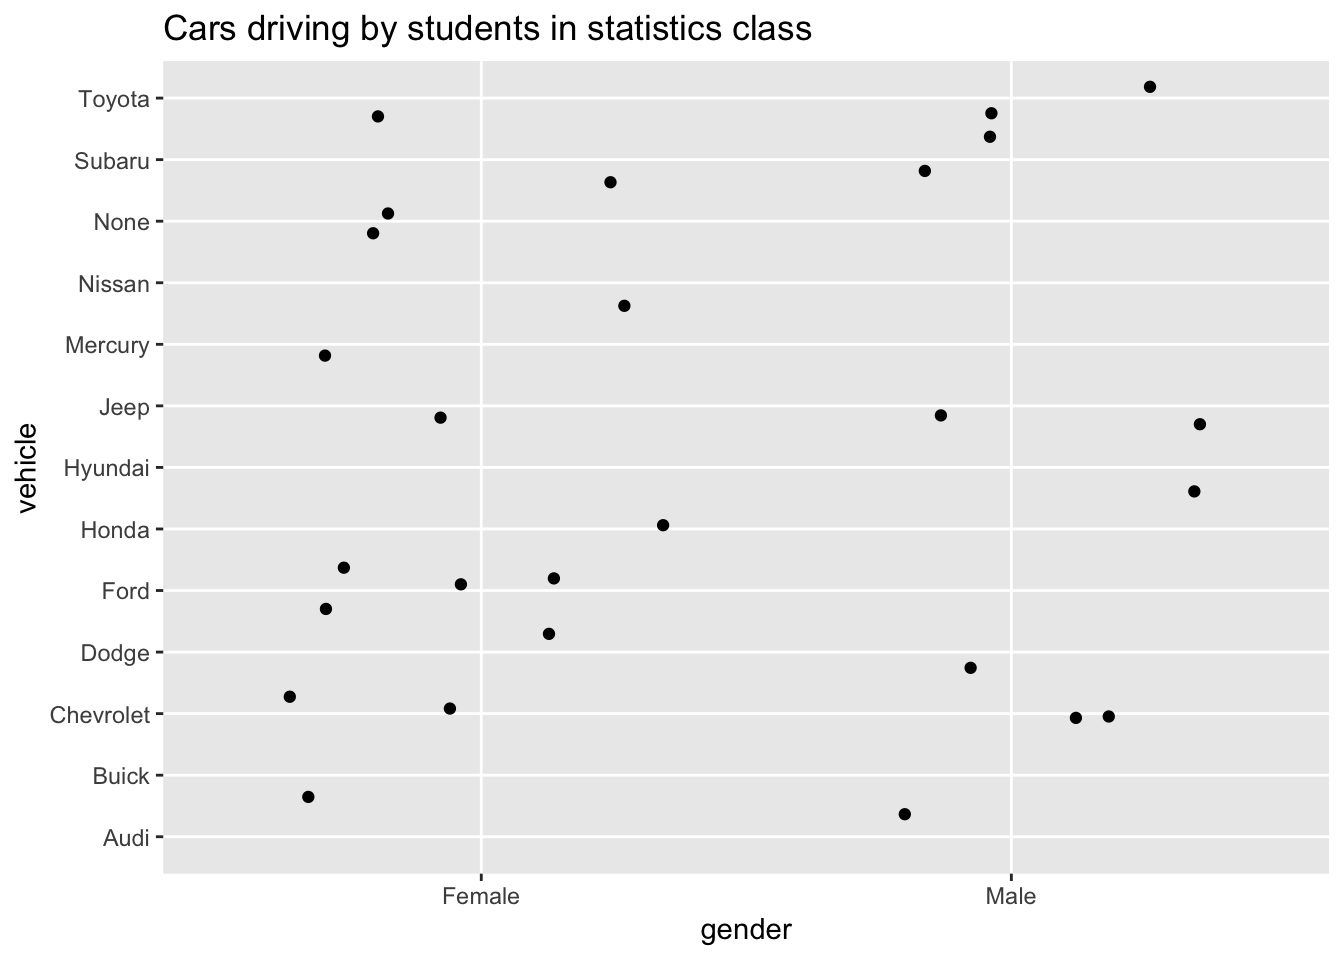 Cars driving by students in statistics class
Toyota
Subaru
None
Nissan
Mercury
Jeep
Hyundai
Honda
Ford
Dodge
Chevrolet
Buick
Audi
vehicle
Female
Male
gender